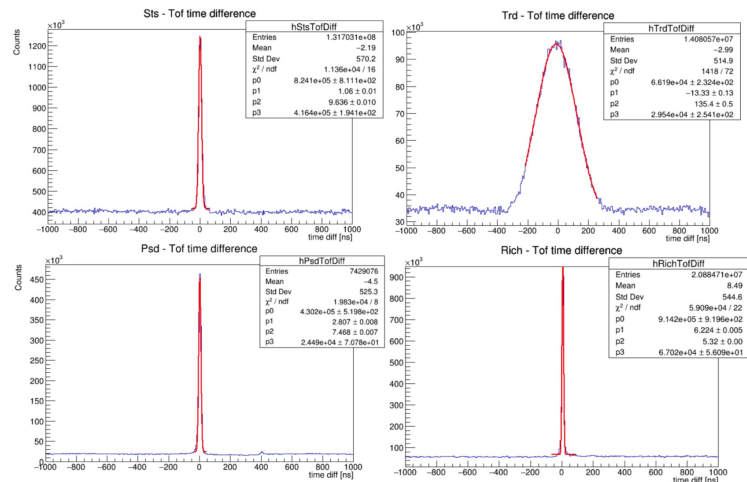 Sts - Tof time difference
×10³
Counts
hStsTofDiff
Entries 1.317031e+08
Mean −2.19
Std Dev 570.2
χ² / ndf 1.136e+04 / 16
p0 8.241e+05 ± 8.111e+02
p1 1.06 ± 0.01
p2 9.636 ± 0.010
p3 4.164e+05 ± 1.941e+02
1200
1100
1000
900
800
700
600
500
400
−1000 −800 −600 −400 −200 0 200 400 600 800 1000
time diff [ns]
Trd - Tof time difference
×10³
hTrdTofDiff
Entries 1.408057e+07
Mean −2.99
Std Dev 514.9
χ² / ndf 1418 / 72
p0 6.619e+04 ± 2.324e+02
p1 −13.33 ± 0.13
p2 135.4 ± 0.5
p3 2.954e+04 ± 2.541e+02
100
90
80
70
60
50
40
30
−1000 −800 −600 −400 −200 0 200 400 600 800 1000
time diff [ns]
Psd - Tof time difference
×10³
Counts
hPsdTofDiff
Entries 7429076
Mean −4.5
Std Dev 525.3
χ² / ndf 1.983e+04 / 8
p0 4.302e+05 ± 5.198e+02
p1 2.807 ± 0.008
p2 7.468 ± 0.007
p3 2.449e+04 ± 7.078e+01
450
400
350
300
250
200
150
100
50
0
−1000 −800 −600 −400 −200 0 200 400 600 800 1000
time diff [ns]
Rich - Tof time difference
×10³
hRichTofDiff
Entries 2.088471e+07
Mean 8.49
Std Dev 544.6
χ² / ndf 5.909e+04 / 22
p0 9.142e+05 ± 9.196e+02
p1 6.224 ± 0.005
p2 5.32 ± 0.00
p3 6.702e+04 ± 5.609e+01
900
800
700
600
500
400
300
200
100
−1000 −800 −600 −400 −200 0 200 400 600 800 1000
time diff [ns]